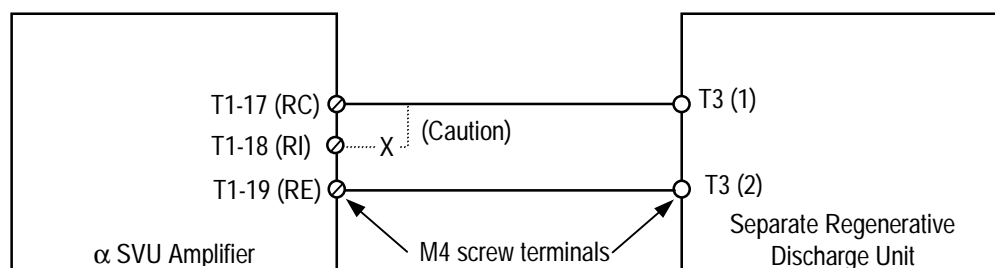 T1-17 (RC)
T3 (1)
(Caution)
T1-18 (RI)
X
T1-19 (RE)
T3 (2)
α SVU Amplifier
M4 screw terminals
Separate Regenerative
Discharge Unit